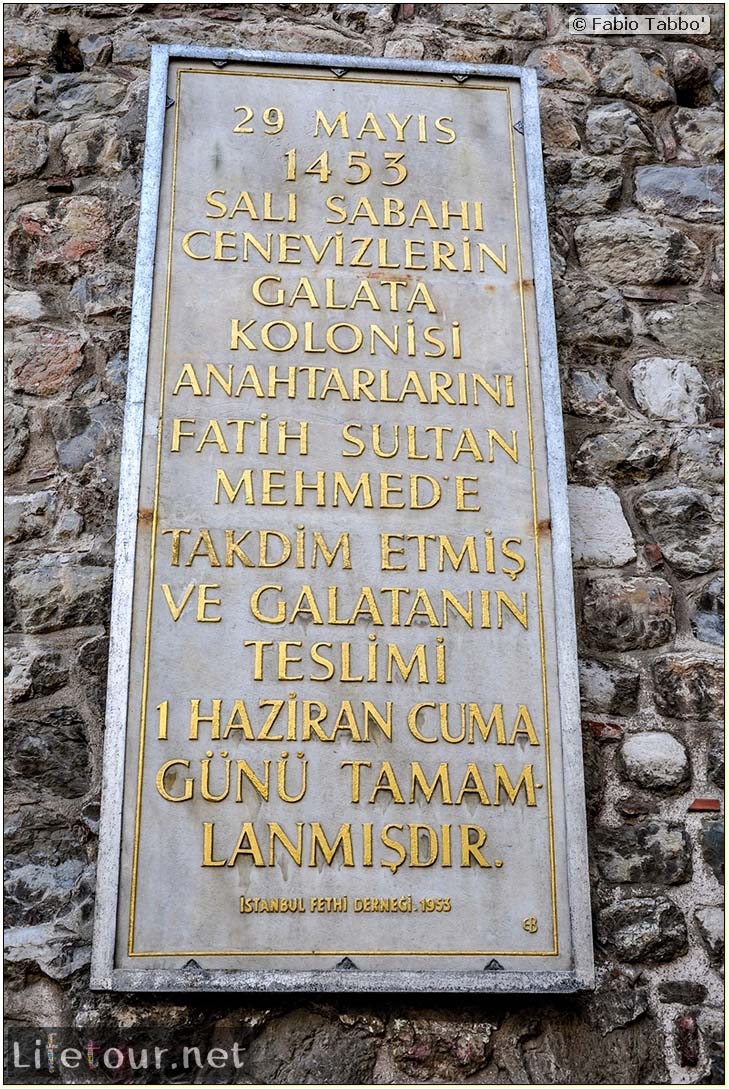 © Fabio Tabbo'
29 MAYIS
1453
SALI SABAHI
CENEVİZLERİN
GALATA
KOLONİSİ
ANAHTARLARINI
FATİH SULTAN
MEHMED'E
TAKDİM ETMİŞ
VE GALATANIN
TESLİMİ
1 HAZİRAN CUMA
GÜNÜ TAMAM-
LANMIŞDIR.
İSTANBUL FETHİ DERNEĞİ. 1953
Lifetour.net